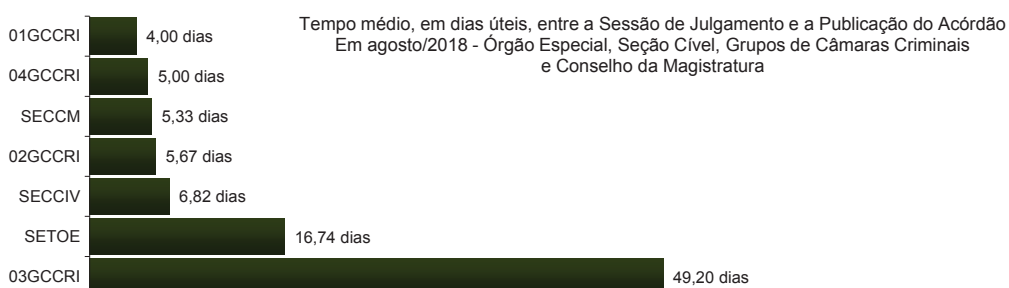 Tempo médio, em dias úteis, entre a Sessão de Julgamento e a Publicação do Acórdão
Em agosto/2018 - Órgão Especial, Seção Cível, Grupos de Câmaras Criminais
e Conselho da Magistratura
01GCCRI 4,00 dias
04GCCRI 5,00 dias
SECCM 5,33 dias
02GCCRI 5,67 dias
SECCIV 6,82 dias
SETOE 16,74 dias
03GCCRI 49,20 dias